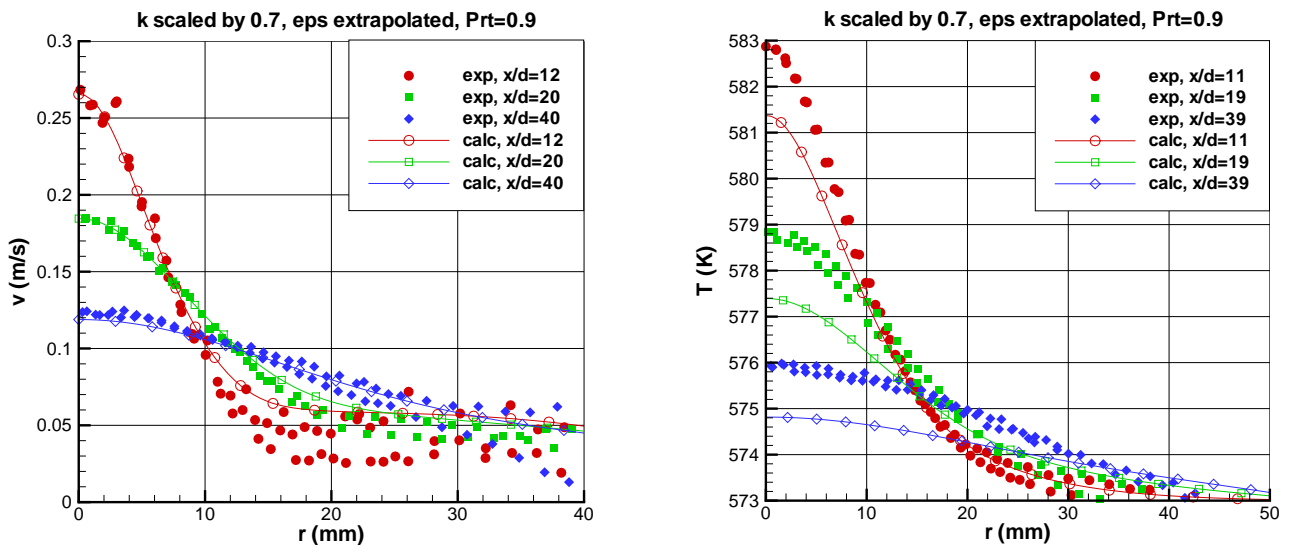 k scaled by 0.7, eps extrapolated, Prt=0.9
0.3
0.25
0.2
0.15
0.1
0.05
0
v (m/s)
exp, x/d=12
exp, x/d=20
exp, x/d=40
calc, x/d=12
calc, x/d=20
calc, x/d=40
0
10
20
30
40
r (mm)
k scaled by 0.7, eps extrapolated, Prt=0.9
583
582
581
580
579
578
577
576
575
574
573
T (K)
exp, x/d=11
exp, x/d=19
exp, x/d=39
calc, x/d=11
calc, x/d=19
calc, x/d=39
0
10
20
30
40
50
r (mm)